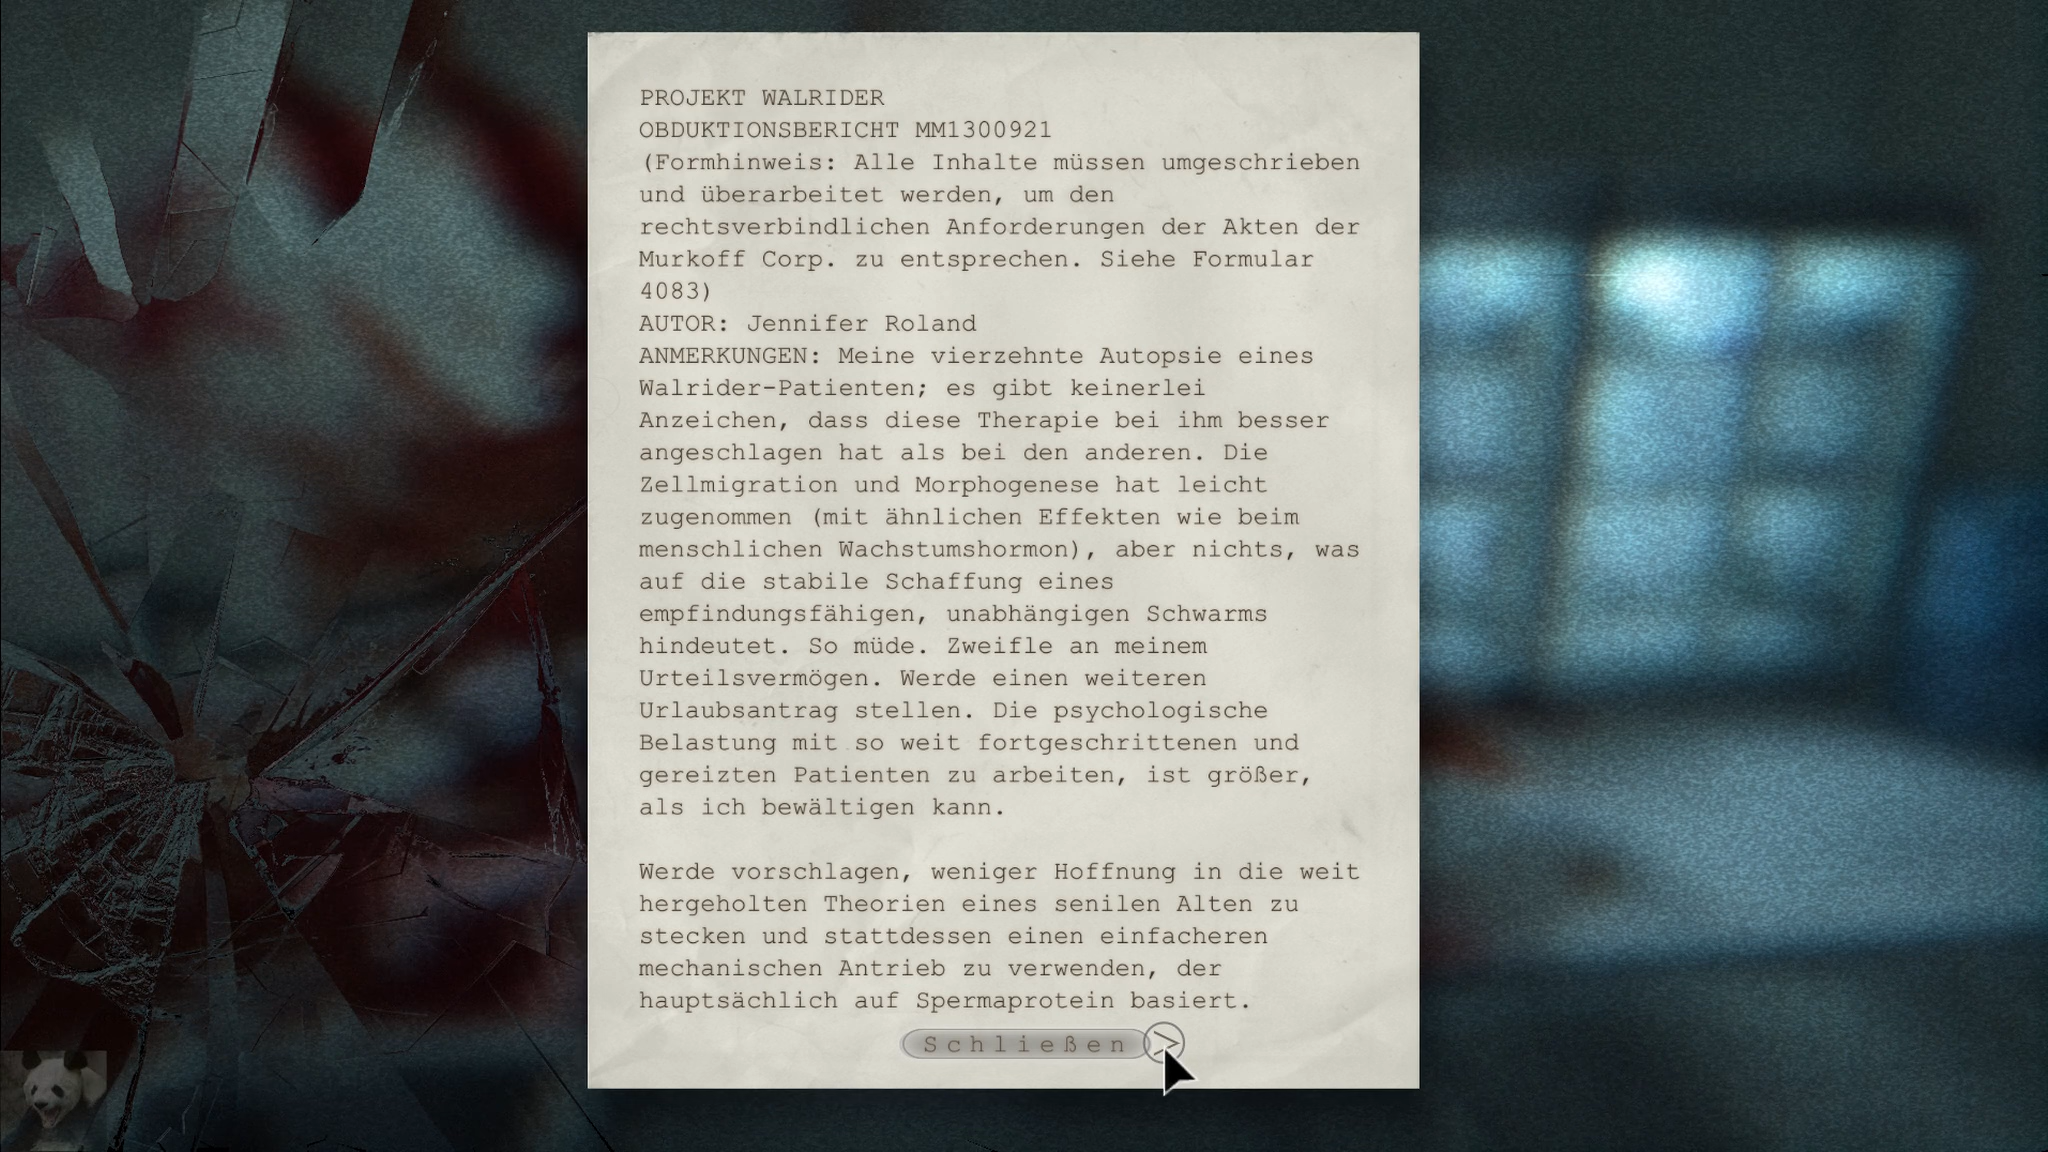 PROJEKT WALRIDER
OBDUKTIONSBERICHT MM1300921
(Formhinweis: Alle Inhalte müssen umgeschrieben
und überarbeitet werden, um den
rechtsverbindlichen Anforderungen der Akten der
Murkoff Corp. zu entsprechen. Siehe Formular
4083)
AUTOR: Jennifer Roland
ANMERKUNGEN: Meine vierzehnte Autopsie eines
Walrider-Patienten; es gibt keinerlei
Anzeichen, dass diese Therapie bei ihm besser
angeschlagen hat als bei den anderen. Die
Zellmigration und Morphogenese hat leicht
zugenommen (mit ähnlichen Effekten wie beim
menschlichen Wachstumshormon), aber nichts, was
auf die stabile Schaffung eines
empfindungsfähigen, unabhängigen Schwarms
hindeutet. So müde. Zweifle an meinem
Urteilsvermögen. Werde einen weiteren
Urlaubsantrag stellen. Die psychologische
Belastung mit so weit fortgeschrittenen und
gereizten Patienten zu arbeiten, ist größer,
als ich bewältigen kann.
Werde vorschlagen, weniger Hoffnung in die weit
hergeholten Theorien eines senilen Alten zu
stecken und stattdessen einen einfacheren
mechanischen Antrieb zu verwenden, der
hauptsächlich auf Spermaprotein basiert.
Schließen >